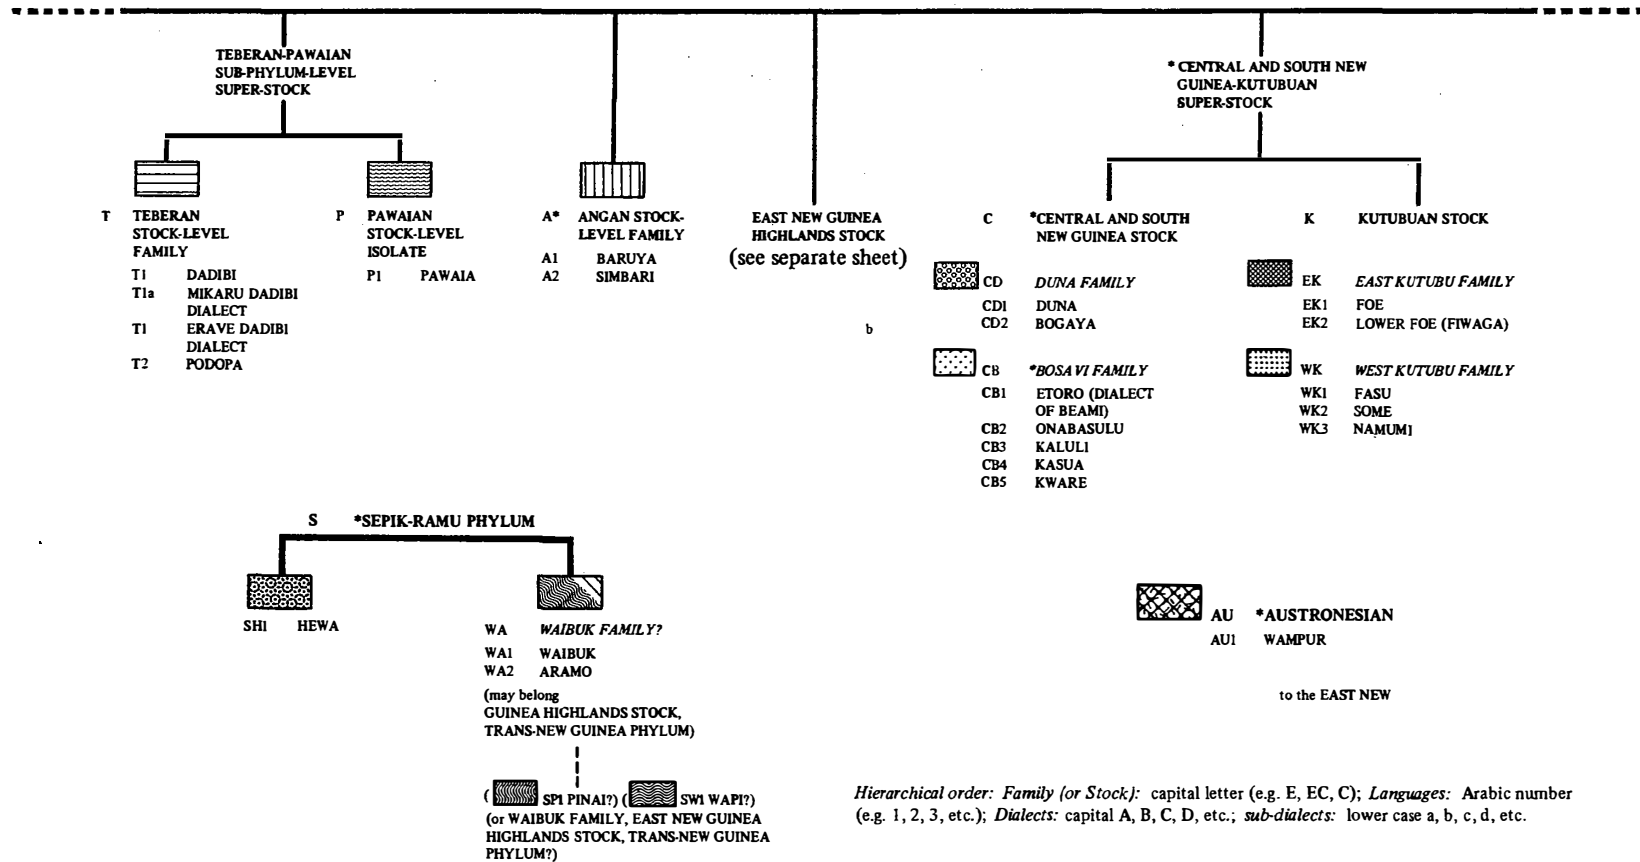 TEBERAN-PAWAIAN
SUB-PHYLUM-LEVEL
SUPER-STOCK
* CENTRAL AND SOUTH NEW
GUINEA-KUTUBUAN
SUPER-STOCK
T TEBERAN
STOCK-LEVEL
FAMILY
T1 DADIBI
T1a MIKARU DADIBI
DIALECT
T1 ERAVE DADIBI
DIALECT
T2 PODOPA
P PAWAIAN
STOCK-LEVEL
ISOLATE
P1 PAWAIA
A* ANGAN STOCK-
LEVEL FAMILY
A1 BARUYA
A2 SIMBARI
EAST NEW GUINEA
HIGHLANDS STOCK
(see separate sheet)
b
C *CENTRAL AND SOUTH
NEW GUINEA STOCK
CD DUNA FAMILY
CD1 DUNA
CD2 BOGAYA
CB *BOSAVI FAMILY
CB1 ETORO (DIALECT
OF BEAMI)
CB2 ONABASULU
CB3 KALULI
CB4 KASUA
CB5 KWARE
K KUTUBUAN STOCK
EK EAST KUTUBU FAMILY
EK1 FOE
EK2 LOWER FOE (FIWAGA)
WK WEST KUTUBU FAMILY
WK1 FASU
WK2 SOME
WK3 NAMUMI
S *SEPIK-RAMU PHYLUM
SH1 HEWA
WA WAIBUK FAMILY?
WA1 WAIBUK
WA2 ARAMO
(may belong
GUINEA HIGHLANDS STOCK,
TRANS-NEW GUINEA PHYLUM)
( SP1 PINAI?) ( SW1 WAPI?)
(or WAIBUK FAMILY, EAST NEW GUINEA
HIGHLANDS STOCK, TRANS-NEW GUINEA
PHYLUM?)
AU *AUSTRONESIAN
AU1 WAMPUR
to the EAST NEW
Hierarchical order: Family (or Stock): capital letter (e.g. E, EC, C); Languages: Arabic number
(e.g. 1, 2, 3, etc.); Dialects: capital A, B, C, D, etc.; sub-dialects: lower case a, b, c, d, etc.